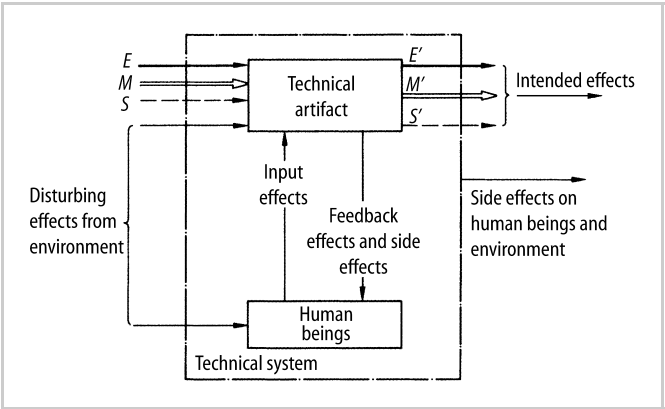 E
M
S
E'
M'
S'
Technical
artifact
Intended effects
Input
effects
Disturbing
effects from
environment
Feedback
effects and side
effects
Side effects on
human beings and
environment
Human
beings
Technical system